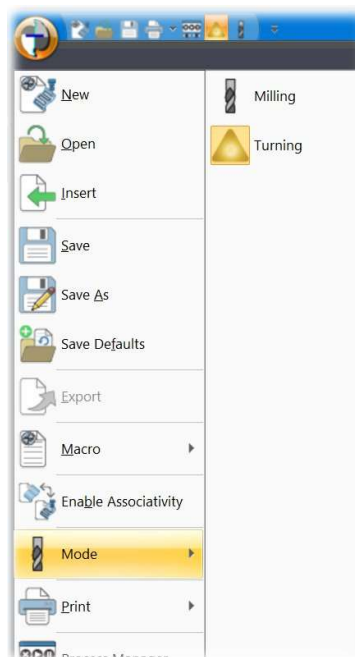 New
Open
Insert
Save
Save As
Save Defaults
Export
Macro
Enable Associativity
Mode
Print
Milling
Turning